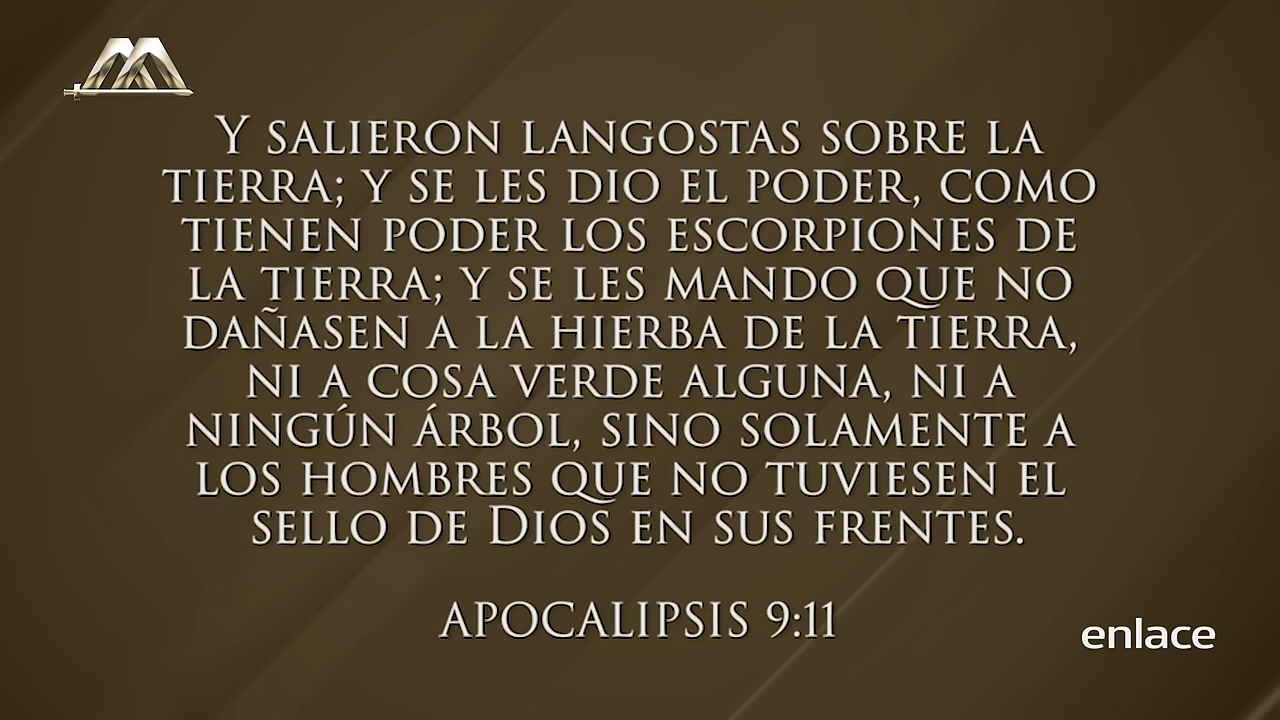 Y SALIERON LANGOSTAS SOBRE LA
TIERRA; Y SE LES DIO EL PODER, COMO
TIENEN PODER LOS ESCORPIONES DE
LA TIERRA; Y SE LES MANDO QUE NO
DAÑASEN A LA HIERBA DE LA TIERRA,
NI A COSA VERDE ALGUNA, NI A
NINGÚN ÁRBOL, SINO SOLAMENTE A
LOS HOMBRES QUE NO TUVIESEN EL
SELLO DE DIOS EN SUS FRENTES.
APOCALIPSIS 9:11
enlace